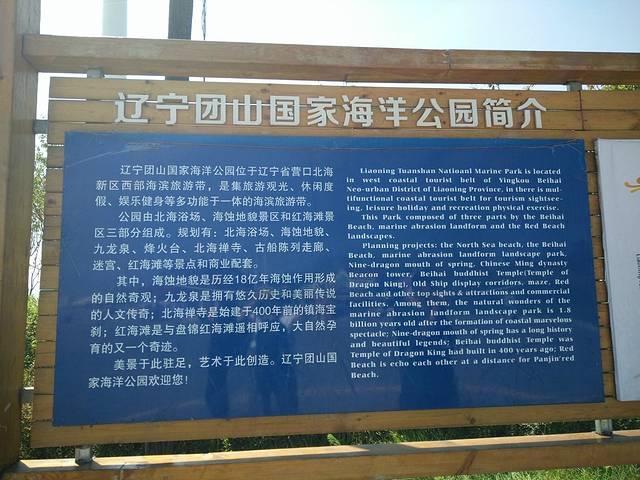 辽宁团山国家海洋公园简介
辽宁团山国家海洋公园位于辽宁省营口北海
新区西部海滨旅游带，是集旅游观光、休闲度
假、娱乐健身等多功能于一体的海滨旅游带。
公园由北海浴场、海蚀地貌景区和红海滩景
区三部分组成。规划有：北海浴场、海蚀地貌、
九龙泉、烽火台、北海禅寺、古船陈列走廊、
迷宫、红海滩等景点和商业配套。
其中，海蚀地貌是历经18亿年海蚀作用形成
的自然奇观；九龙泉是拥有悠久历史和美丽传说
的人文传奇；北海禅寺是始建于400年前的镇海宝
刹；红海滩是与盘锦红海滩遥相呼应，大自然孕
育的又一个奇迹。
美景于此驻足，艺术于此创造。辽宁团山国
家海洋公园欢迎您！
Liaoning Tuanshan Natioanl Marine Park is located
in west coastal tourist belt of Yingkou Beihai
Neo-urban District of Liaoning Province, in there is mul-
tifunctional coastal tourist belt for tourism sightsee-
ing, leisure holiday and recreation physical exercise.
This Park composed of three parts by the Beihai
Beach, marine abrasion landform and the Red Beach
landscapes.
Planning projects: the North Sea beach, the Beihai
Beach, marine abrasion landform landscape park,
Nine-dragon mouth of spring, Chinese Ming dynasty
Beacon tower, Beihai buddhist Temple(Temple of
Dragon King), Old Ship display corridors, maze, Red
Beach and other top sights & attractions and commercial
facilities. Among them, the natural wonders of the
marine abrasion landform landscape park is 1.8
billion years old after the formation of coastal marvelous
spectacle; Nine-dragon mouth of spring has a long history
and beautiful legends; Beihai buddhist Temple was
Temple of Dragon King had built in 400 years ago; Red
Beach is echo each other at a distance for Panjin'red
Beach.